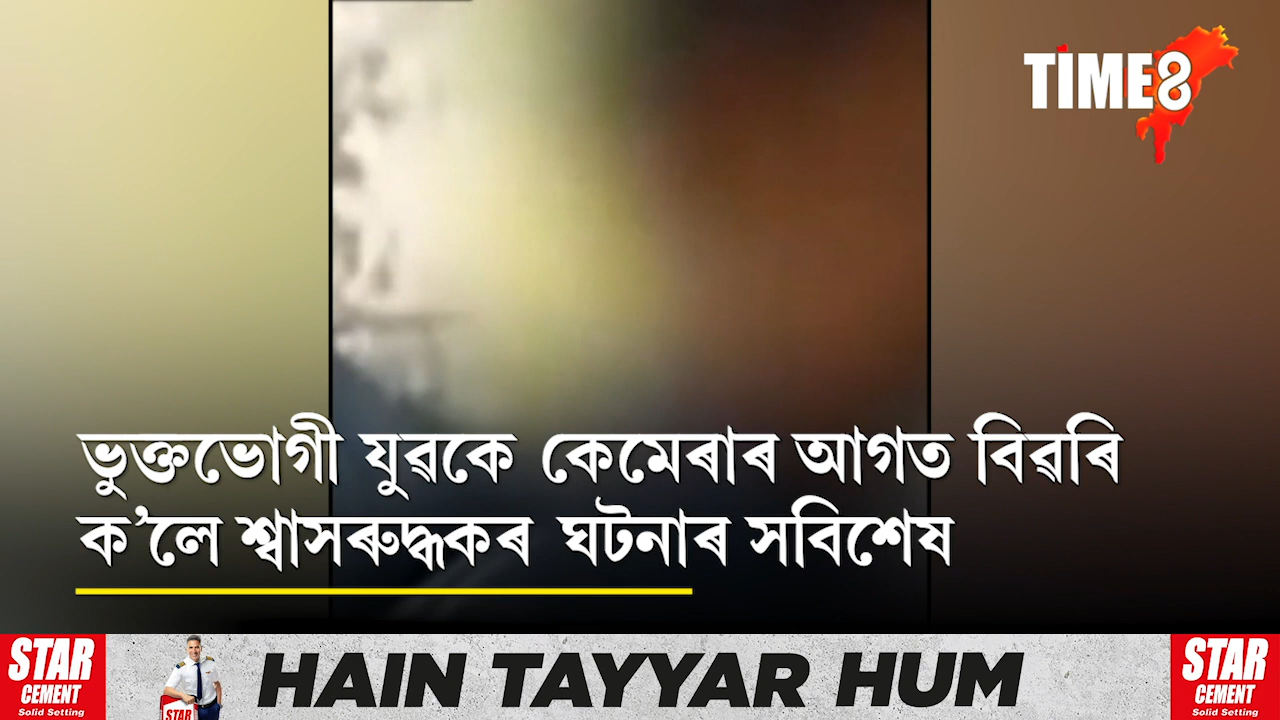 TIME8
ভুক্তভোগী যুৱকে কেমেৰাৰ আগত বিৱৰি
ক'লৈ শ্বাসৰুদ্ধকৰ ঘটনাৰ সবিশেষ
STAR
CEMENT
Solid Setting
STAR
HAIN TAYYAR HUM
STAR
CEMENT
Solid Setting